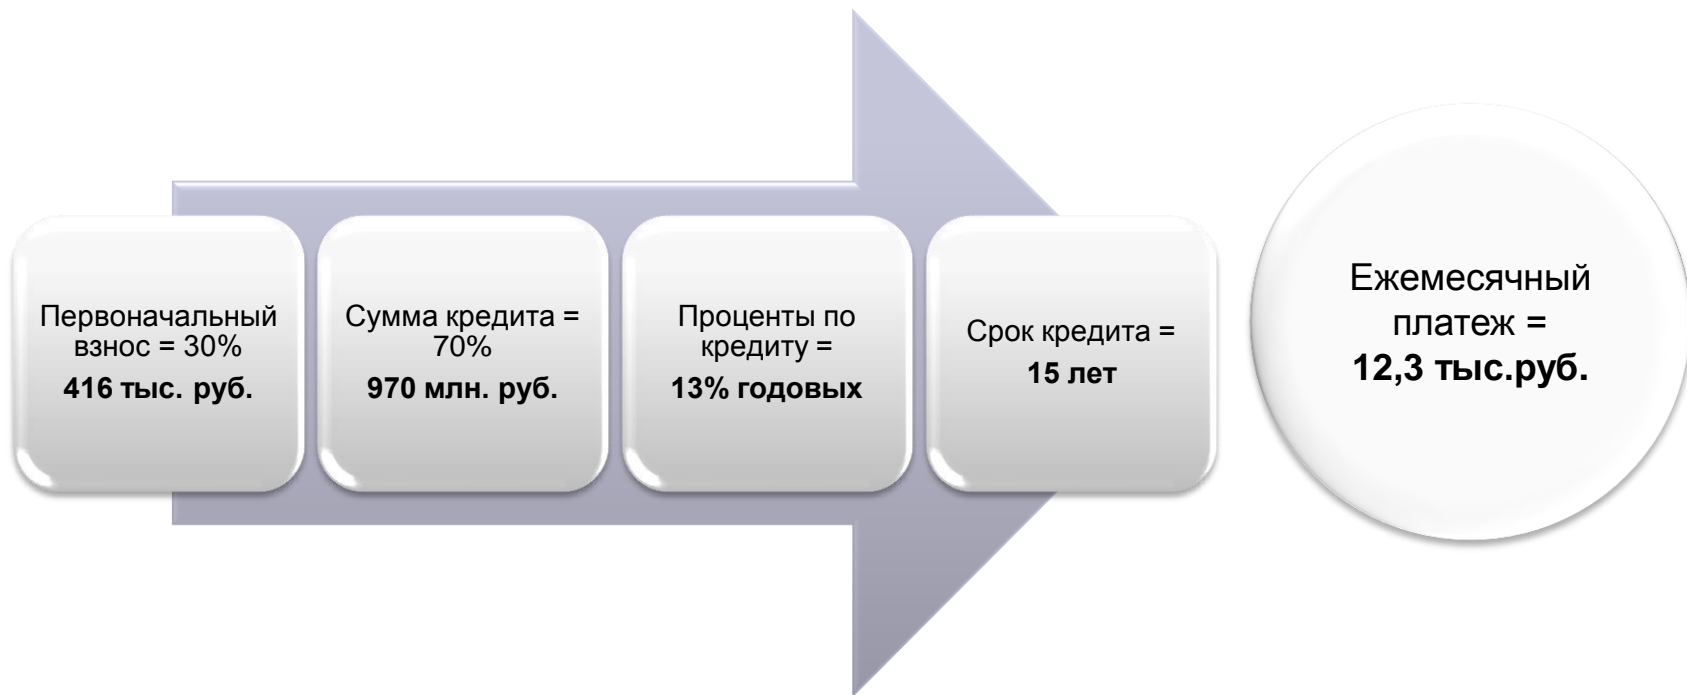 Первоначальный
взнос = 30%
416 тыс. руб.
Сумма кредита =
70%
970 млн. руб.
Проценты по
кредиту =
13% годовых
Срок кредита =
15 лет
Ежемесячный
платеж =
12,3 тыс.руб.